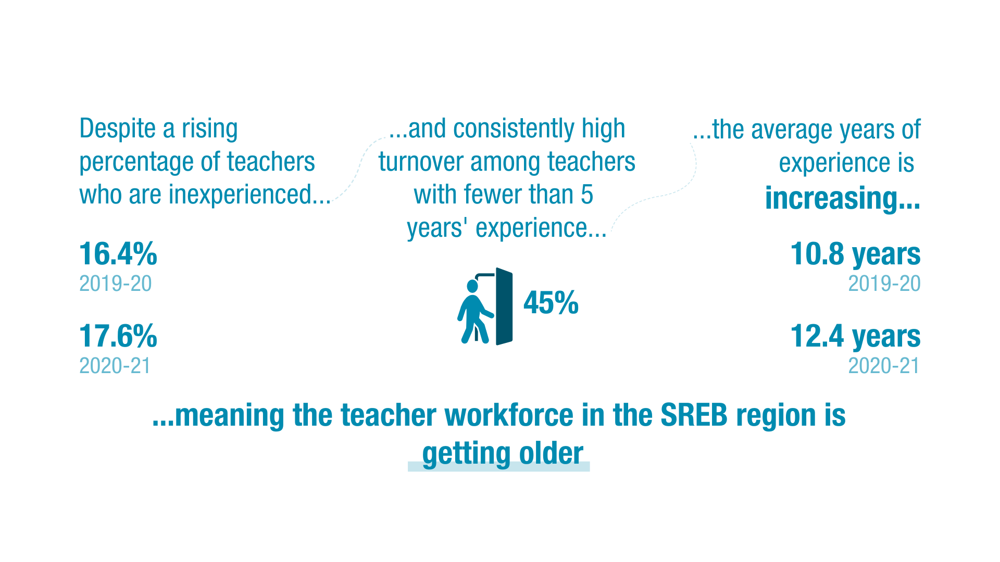 Despite a rising
percentage of teachers
who are inexperienced...
16.4%
2019-20
17.6%
2020-21
...and consistently high
turnover among teachers
with fewer than 5
years' experience...
45%
...the average years of
experience is
increasing...
10.8 years
2019-20
12.4 years
2020-21
...meaning the teacher workforce in the SREB region is
getting older